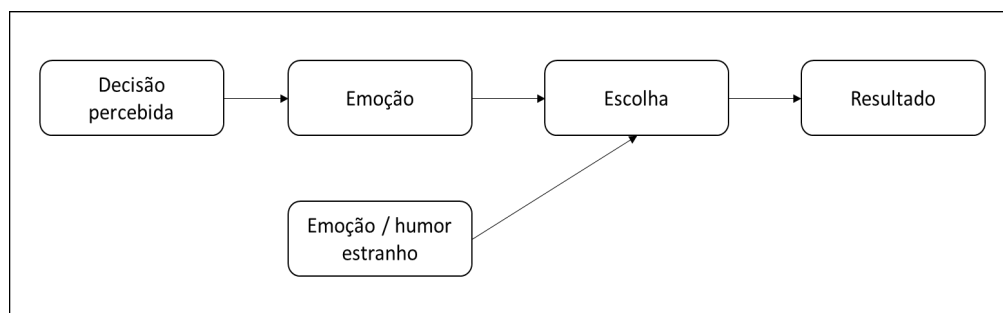 Decisão
percebida
Emoção
Escolha
Resultado
Emoção / humor
estranho